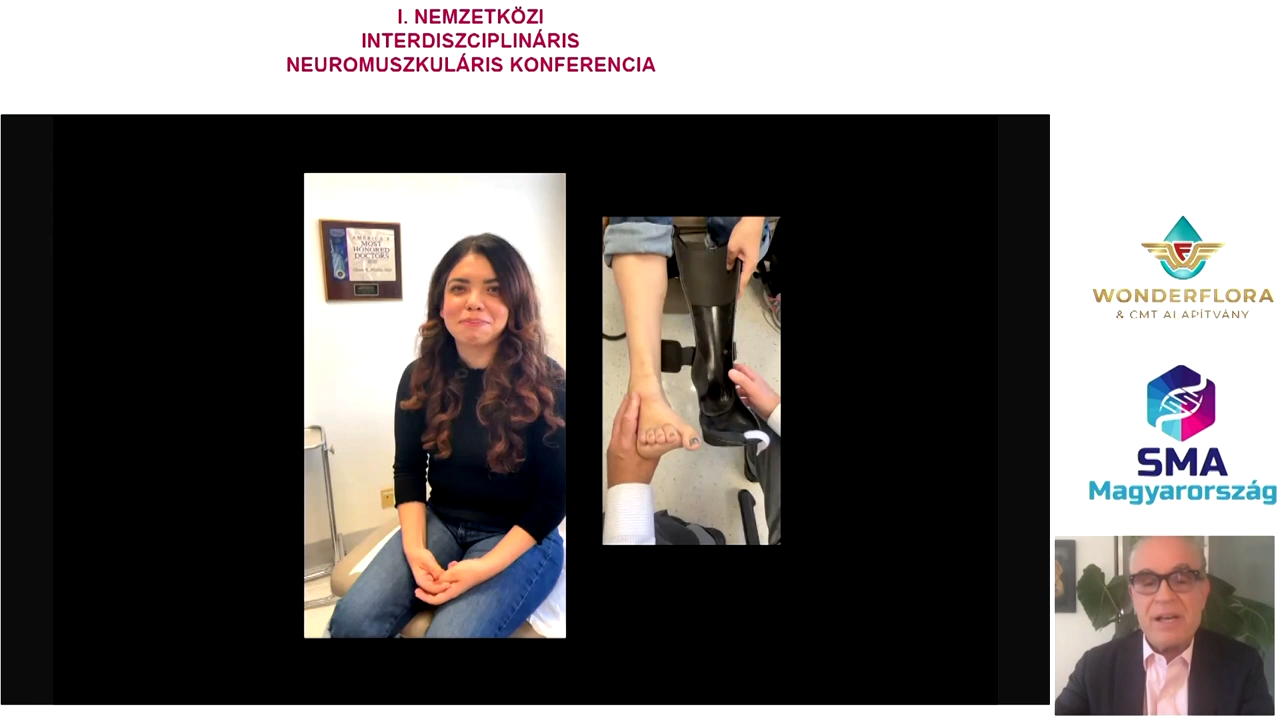 I. NEMZETKÖZI
INTERDISZCIPLINÁRIS
NEUROMUSZKULÁRIS KONFERENCIA
AMERICA'S
MOST
HONORED
DOCTORS
WONDERFLORA
& CMT ALAPÍTVÁNY
SMA
Magyarország